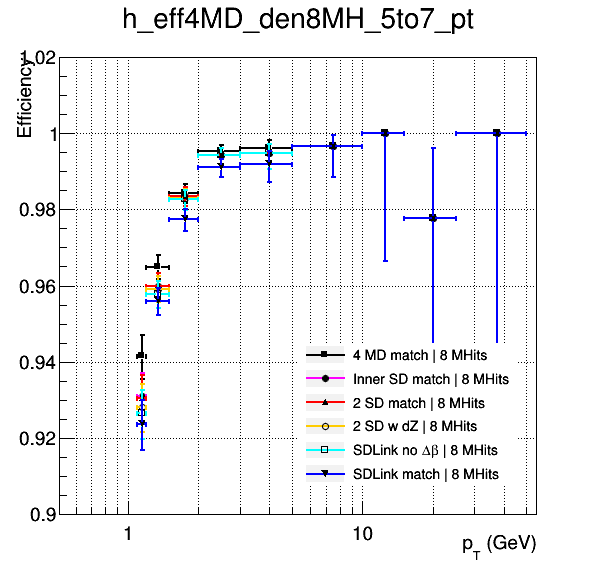 h_eff4MD_den8MH_5to7_pt
Efficiency
1.02
1
0.98
0.96
0.94
0.92
0.9
4 MD match | 8 MHits
Inner SD match | 8 MHits
2 SD match | 8 MHits
2 SD w dZ | 8 MHits
SDLink no Δβ | 8 MHits
SDLink match | 8 MHits
1
10
p_T (GeV)